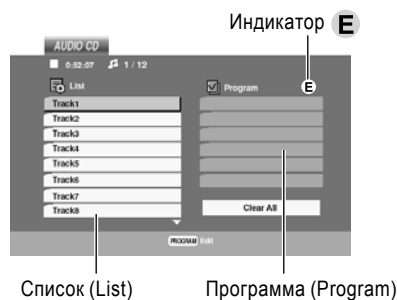 Индикатор E
AUDIO CD
0:52:07 1 / 12
List
Program E
Track1
Track2
Track3
Track4
Track5
Track6
Track7
Track8
Clear All
PROGRAM Edit
Список (List)
Программа (Program)